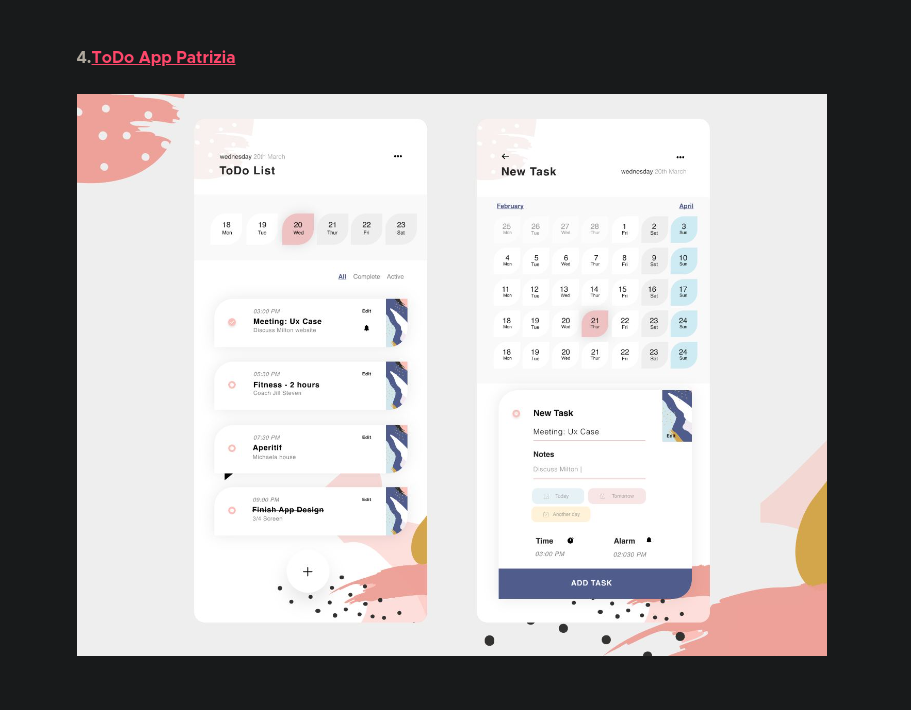 4.ToDo App Patrizia
wednesday 20th March
ToDo List
18 19 20 21 22 23
Mon Tue Wed Thur Fri Sat
All Complete Active
03:00 PM Edit
Meeting: Ux Case
Discuss Milton website
05:30 PM Edit
Fitness - 2 hours
Coach Jill Steven
07:30 PM Edit
Aperitif
Michaela house
09:00 PM Edit
Finish App Design
3/4 Screen
+
New Task wednesday 20th March
February April
25 26 27 28 1 2 3
Mon Tue Wed Thur Fri Sat Sun
4 5 6 7 8 9 10
Mon Tue Wed Thur Fri Sat Sun
11 12 13 14 15 16 17
Mon Tue Wed Thur Fri Sat Sun
18 19 20 21 22 23 24
Mon Tue Wed Thur Fri Sat Sun
18 19 20 21 22 23 24
Mon Tue Wed Thur Fri Sat Sun
New Task
Meeting: Ux Case Edit
Notes
Discuss Milton |
Today Tomorrow
Another day
Time Alarm
03:00 PM 02:030 PM
ADD TASK